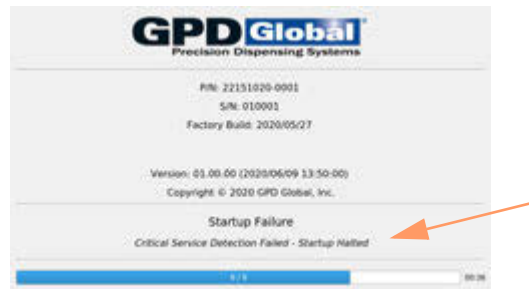 GPD Global
Precision Dispensing Systems
P/N: 22151020-0001
S/N: 010001
Factory Build: 2020/05/27
Version: 01.00.00 (2020/06/09 13:50:00)
Copyright © 2020 GPD Global, Inc.
Startup Failure
Critical Service Detection Failed - Startup Halted